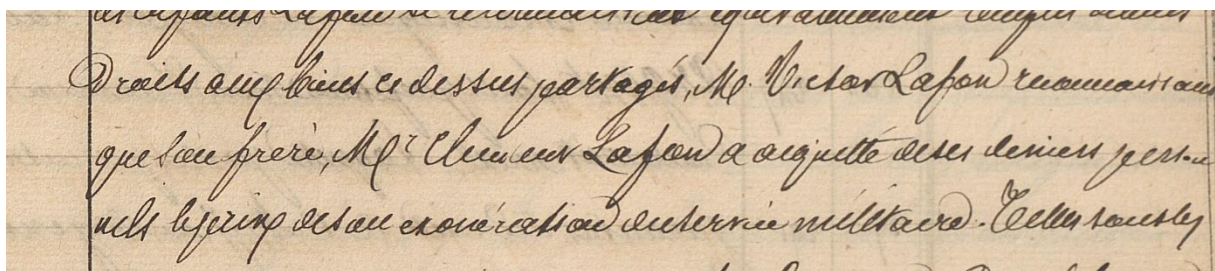 Droits aux biens ci dessus partagés, M. Victor Lafon reconnaissant
que son frère, Mr Clément Lafon a acquitté de ses deniers person
nels le prix de son exonération du service militaire. Telles sont les